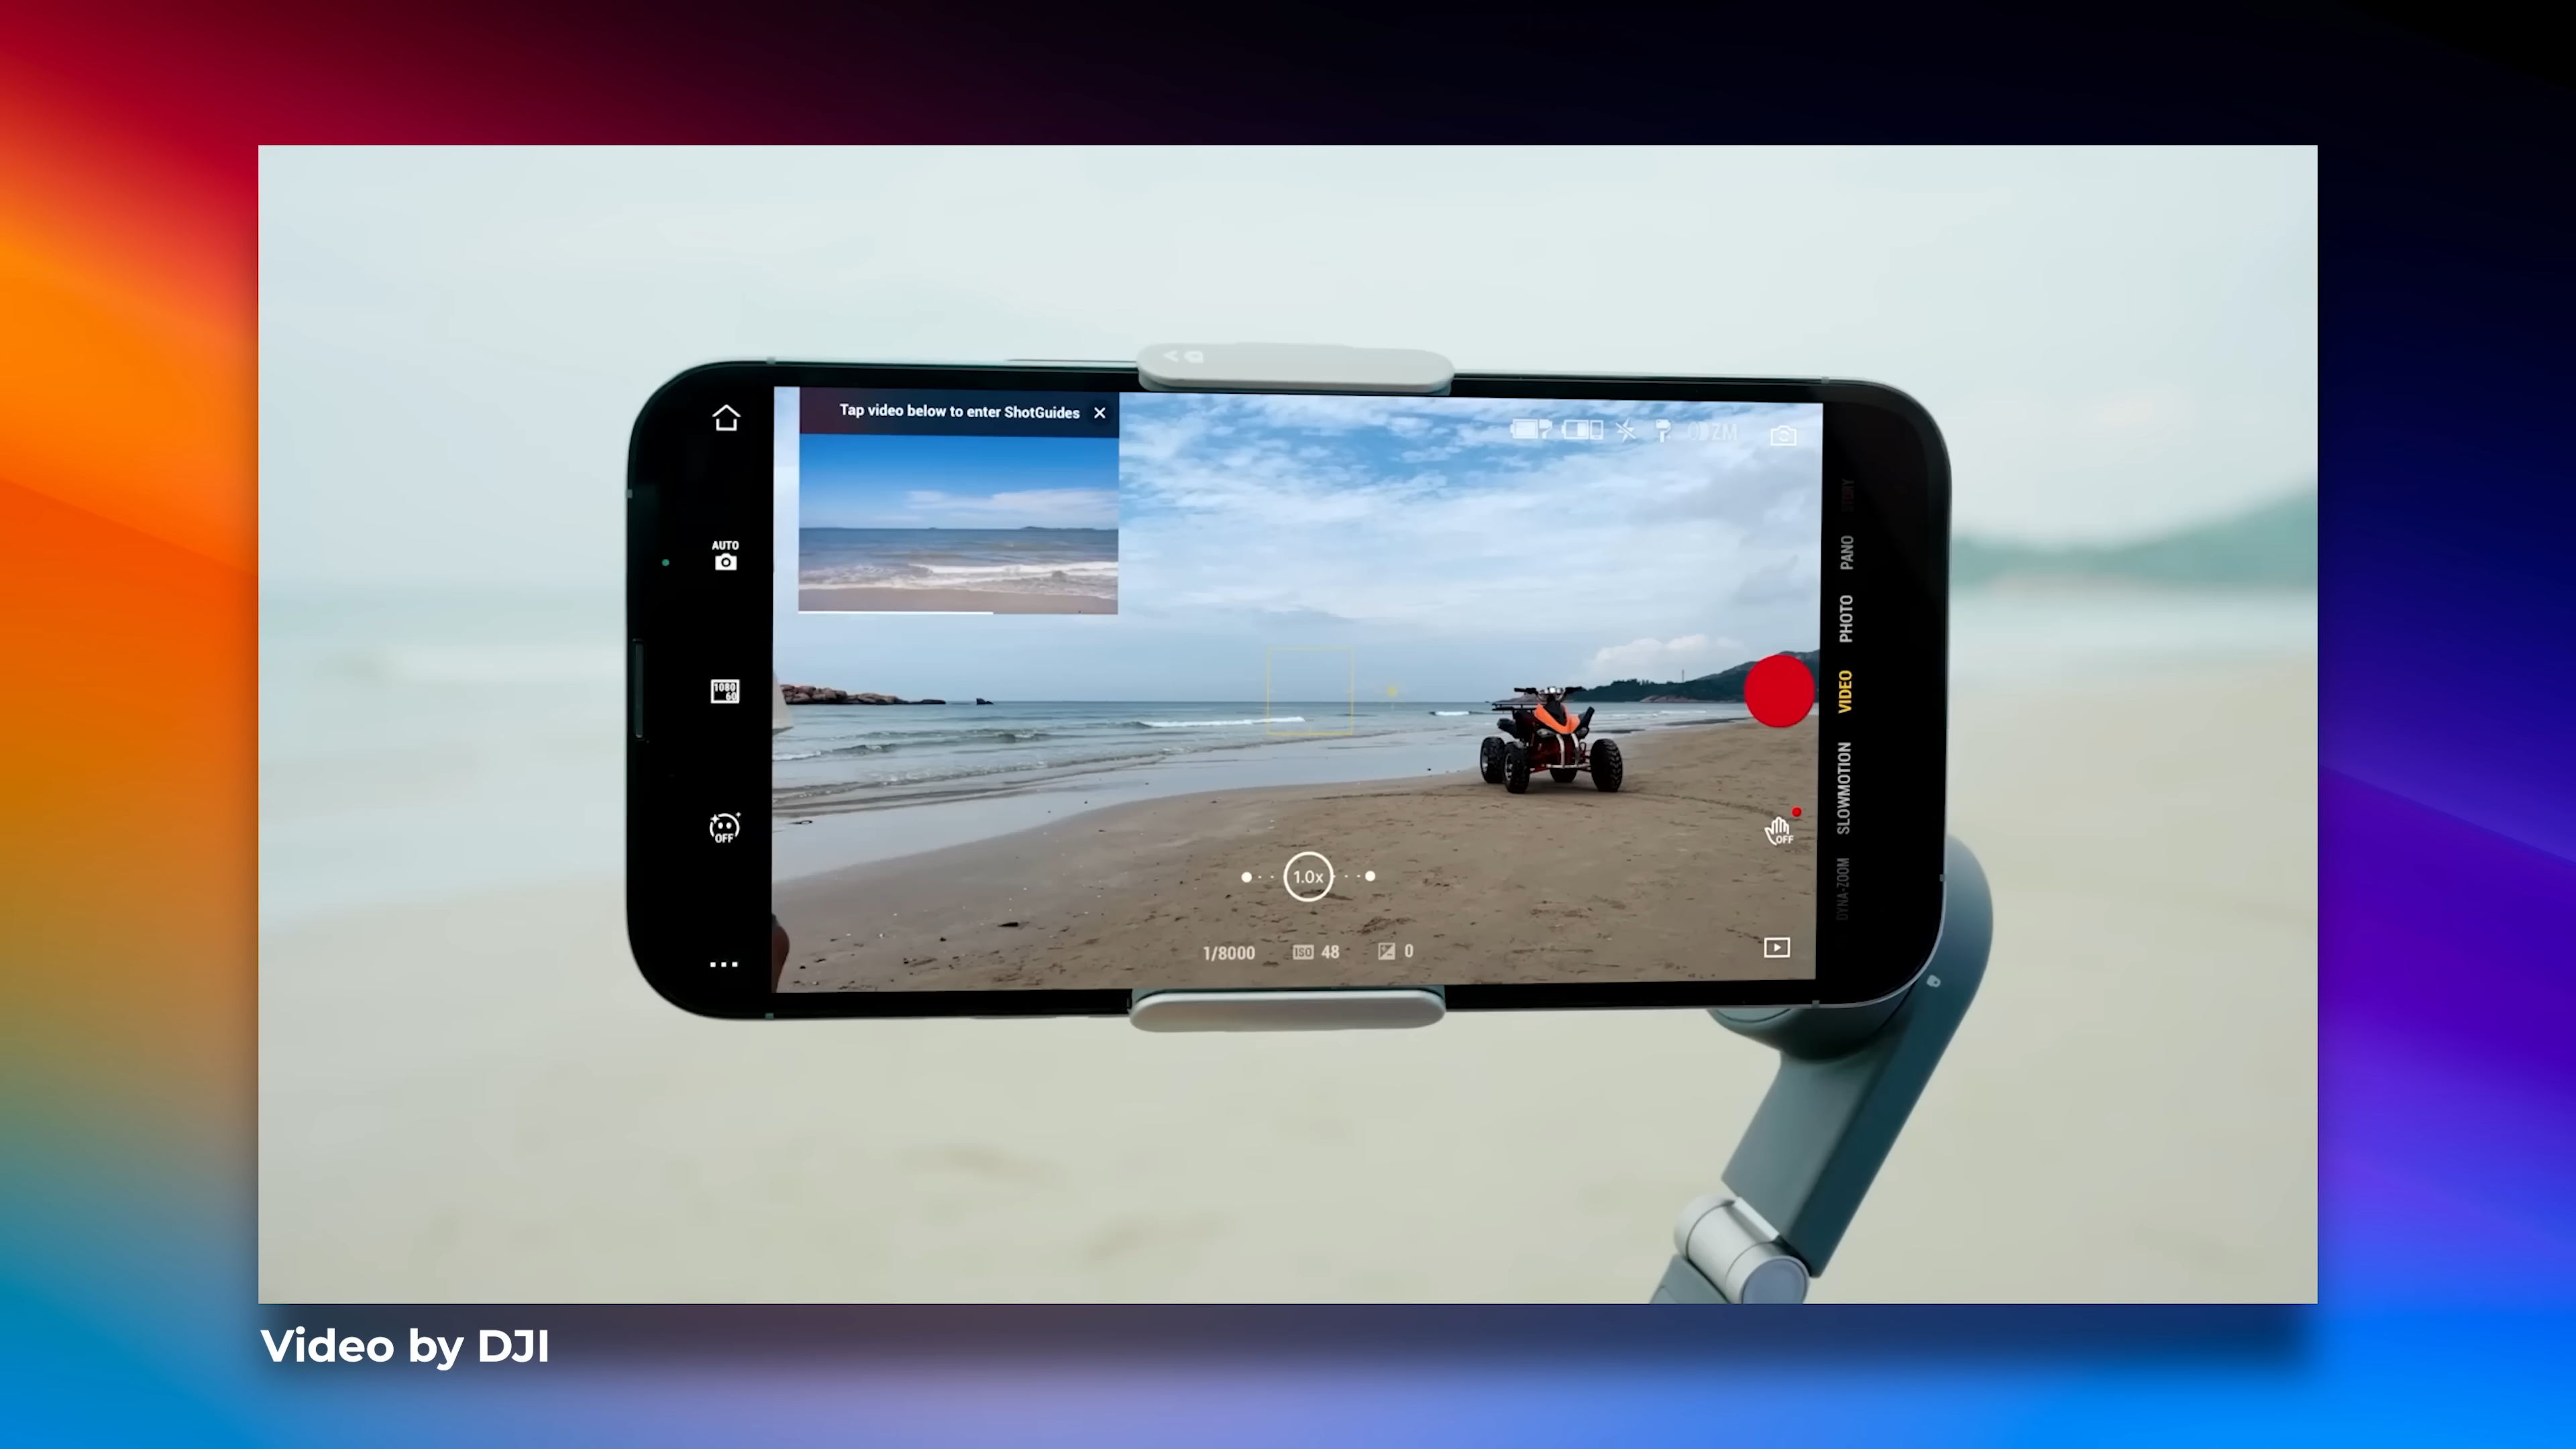 Tap video below to enter ShotGuides
AUTO
1080
60
OFF
STORY
PANO
PHOTO
VIDEO
SLOWMOTION
DYNA-ZOOM
OFF
1.0x
1/8000
ISO 48
0
Video by DJI